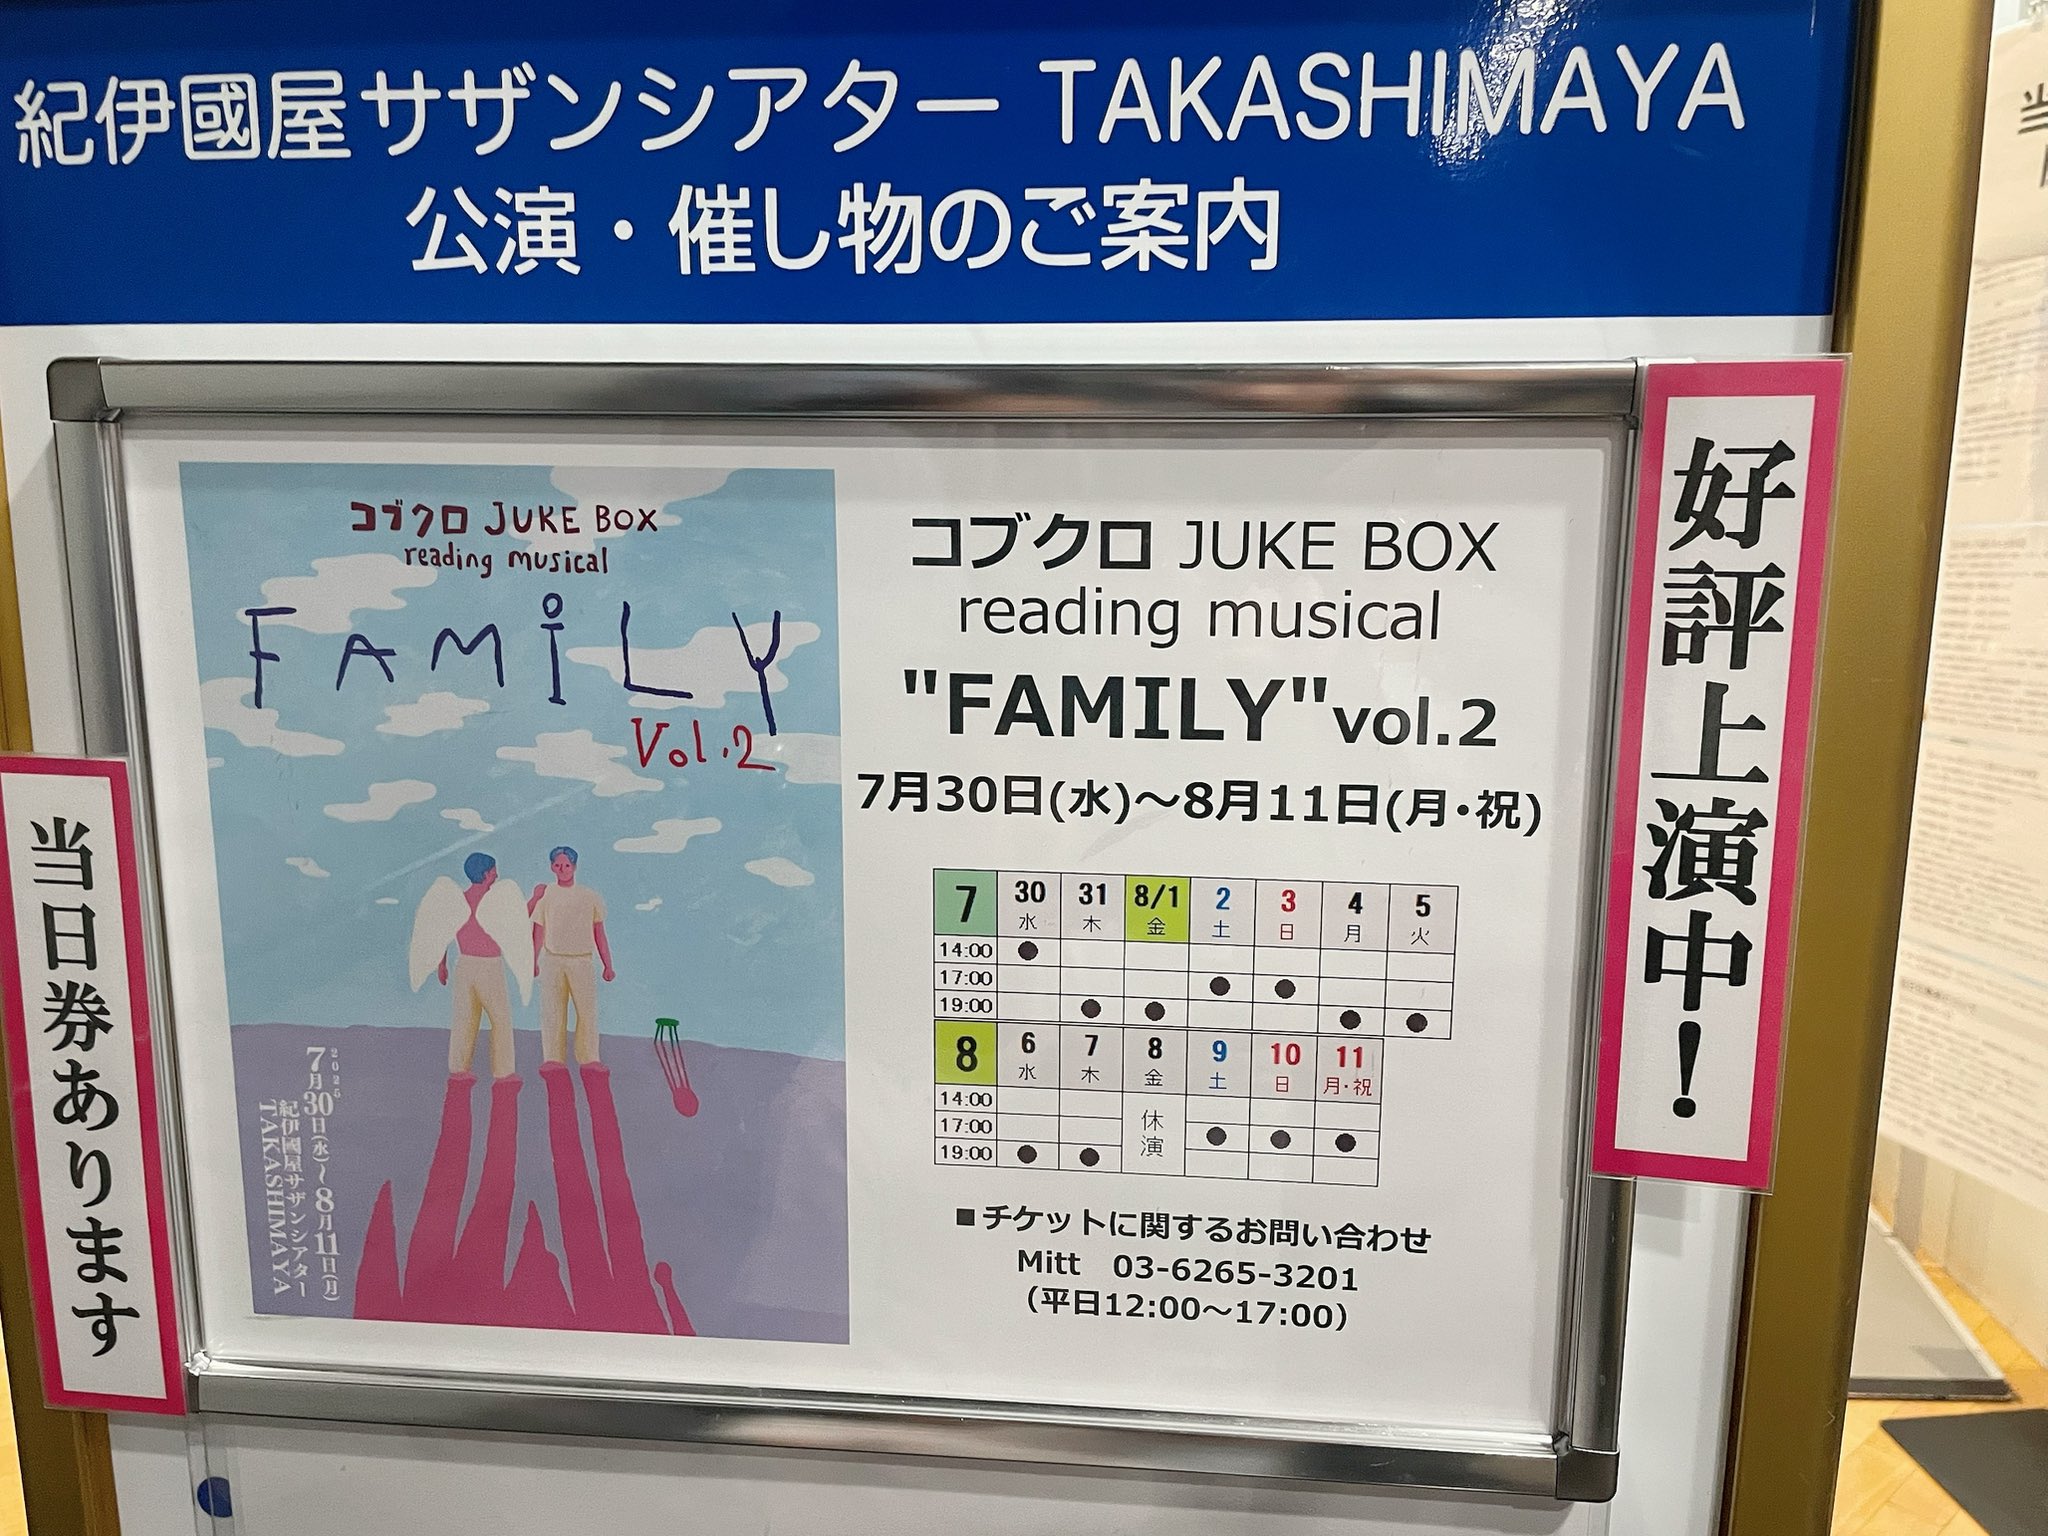 紀伊國屋サザンシアター TAKASHIMAYA
公演・催し物のご案内
コブクロ JUKE BOX
reading musical
FAMiLY
Vol.2
2025
7月30日(水)～8月11日(月)
紀伊國屋サザンシアター
TAKASHIMAYA
コブクロ JUKE BOX
reading musical
"FAMILY"vol.2
7月30日(水)～8月11日(月・祝)
7 30 31 8/1 2 3 4 5
水 木 金 土 日 月 火
14:00 ●
17:00 ● ●
19:00 ● ● ● ●
8 6 7 8 9 10 11
水 木 金 土 日 月・祝
14:00
17:00 ● ● ●
19:00 ● ●
休演
■チケットに関するお問い合わせ
Mitt 03-6265-3201
（平日12:00～17:00）
好評上演中！
当日券あります